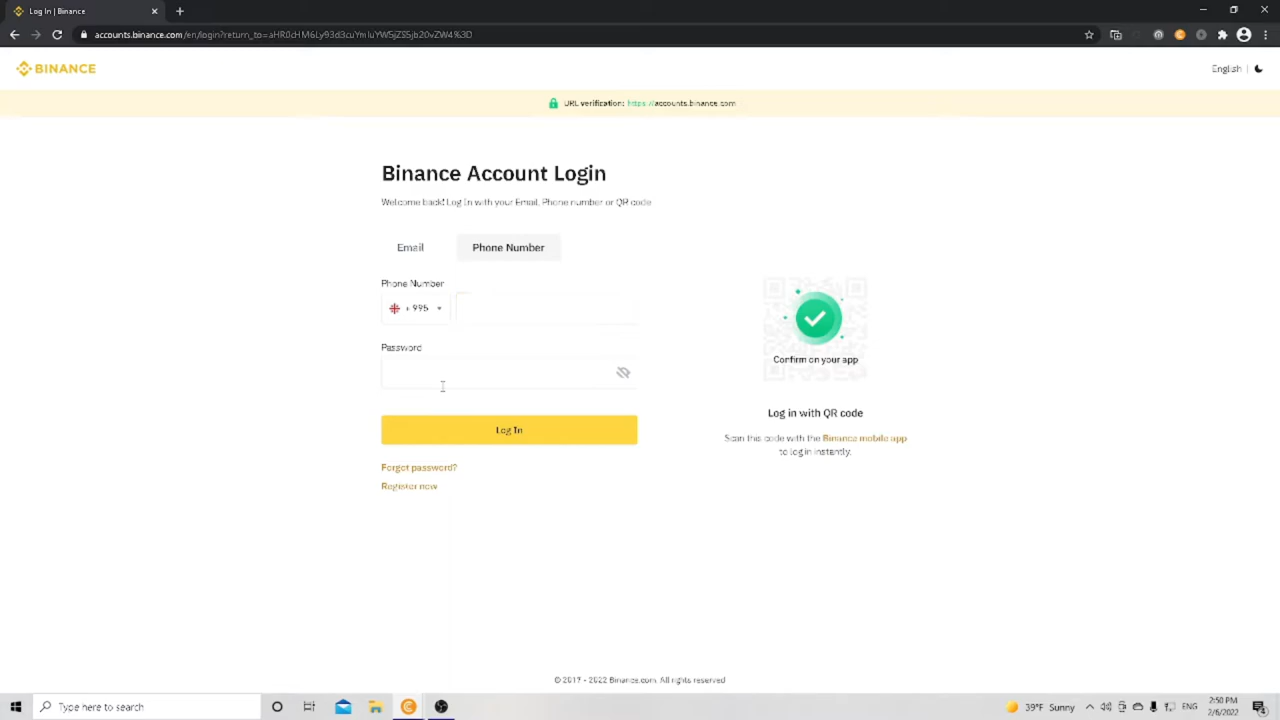 Log In | Binance
accounts.binance.com/en/login?return_to=aHR0cHM6Ly93d3cuYmluYW5jZS5jb20vZW4%3D
BINANCE
English
URL verification: https://accounts.binance.com
Binance Account Login
Welcome back! Log In with your Email, Phone number or QR code
Email
Phone Number
Phone Number
+ 995
Password
Confirm on your app
Log In
Log in with QR code
Scan this code with the Binance mobile app
to log in instantly.
Forgot password?
Register now
© 2017 - 2022 Binance.com. All rights reserved
Type here to search
39°F Sunny
ENG
2:50 PM
2/6/2022